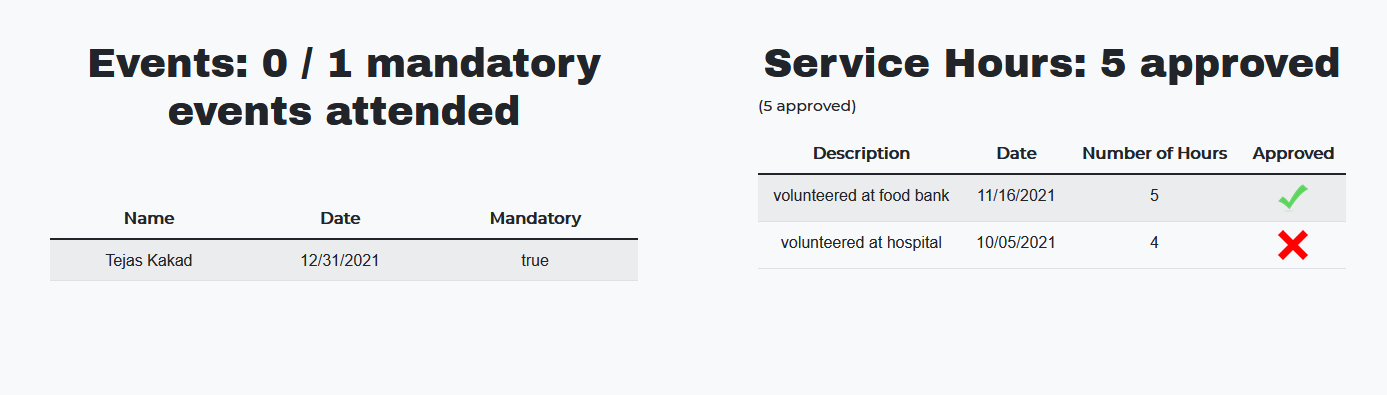 Events: 0 / 1 mandatory
events attended
Name Date Mandatory
Tejas Kakad 12/31/2021 true
Service Hours: 5 approved
(5 approved)
Description Date Number of Hours Approved
volunteered at food bank 11/16/2021 5
volunteered at hospital 10/05/2021 4